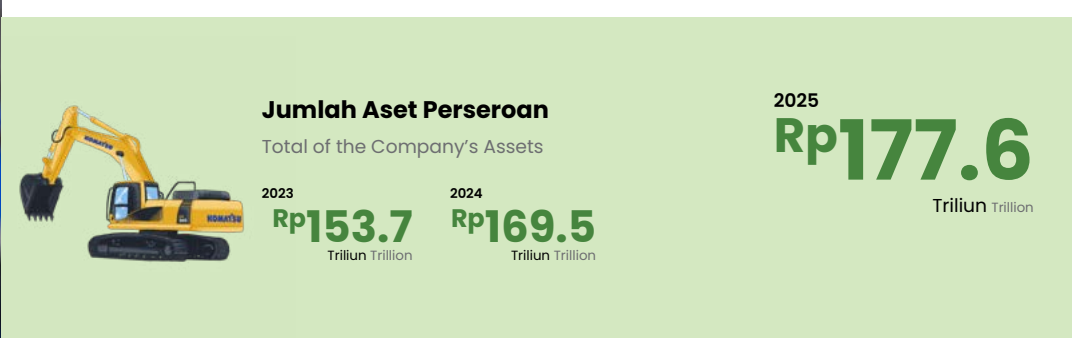 Jumlah Aset Perseroan
Total of the Company’s Assets
2023
Rp153.7
Triliun Trillion
2024
Rp169.5
Triliun Trillion
2025
Rp177.6
Triliun Trillion
KOMATSU
KOMATSU